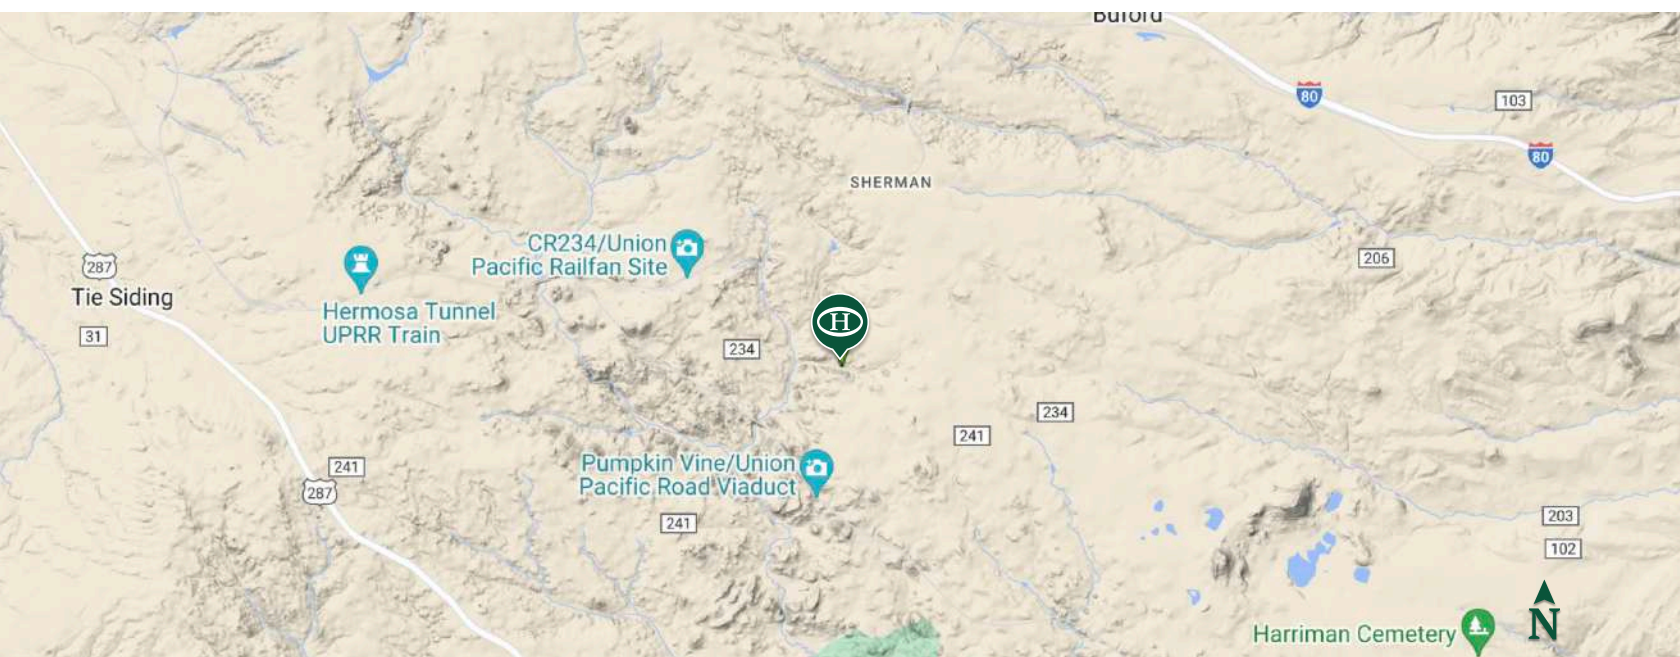 Buford
80
103
80
SHERMAN
CR234/Union
Pacific Railfan Site
206
287
Tie Siding
Hermosa Tunnel
UPRR Train
31
H
234
234
241
Pumpkin Vine/Union
Pacific Road Viaduct
241
287
241
203
102
N
Harriman Cemetery